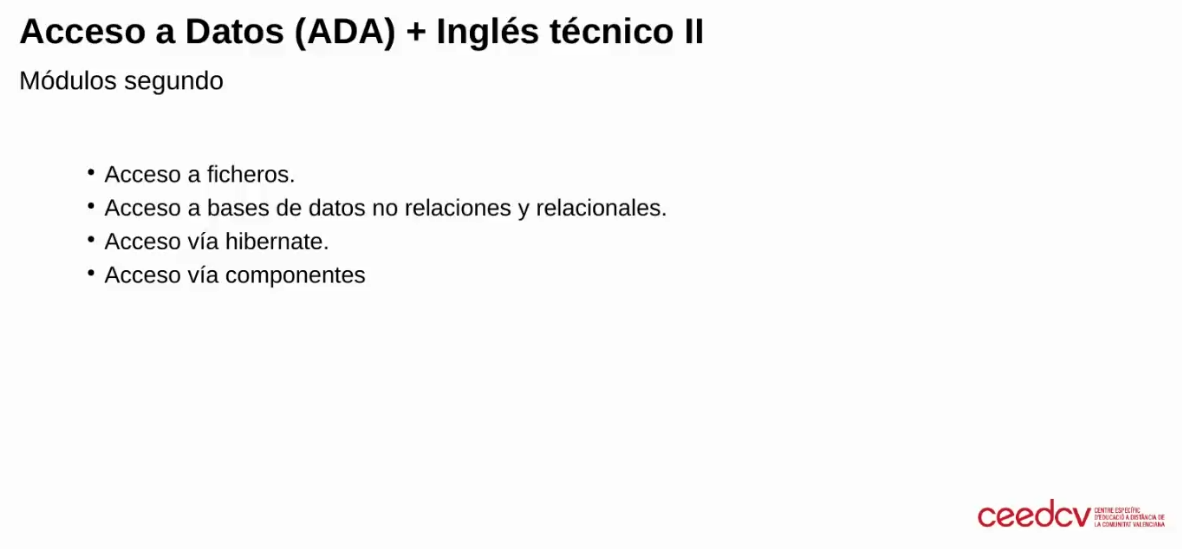 Acceso a Datos (ADA) + Inglés técnico II
Módulos segundo
• Acceso a ficheros.
• Acceso a bases de datos no relaciones y relacionales.
• Acceso vía hibernate.
• Acceso vía componentes
ceedcv
CENTRE ESPECÍFIC
D'EDUCACIÓ A DISTÀNCIA DE
LA COMUNITAT VALENCIANA